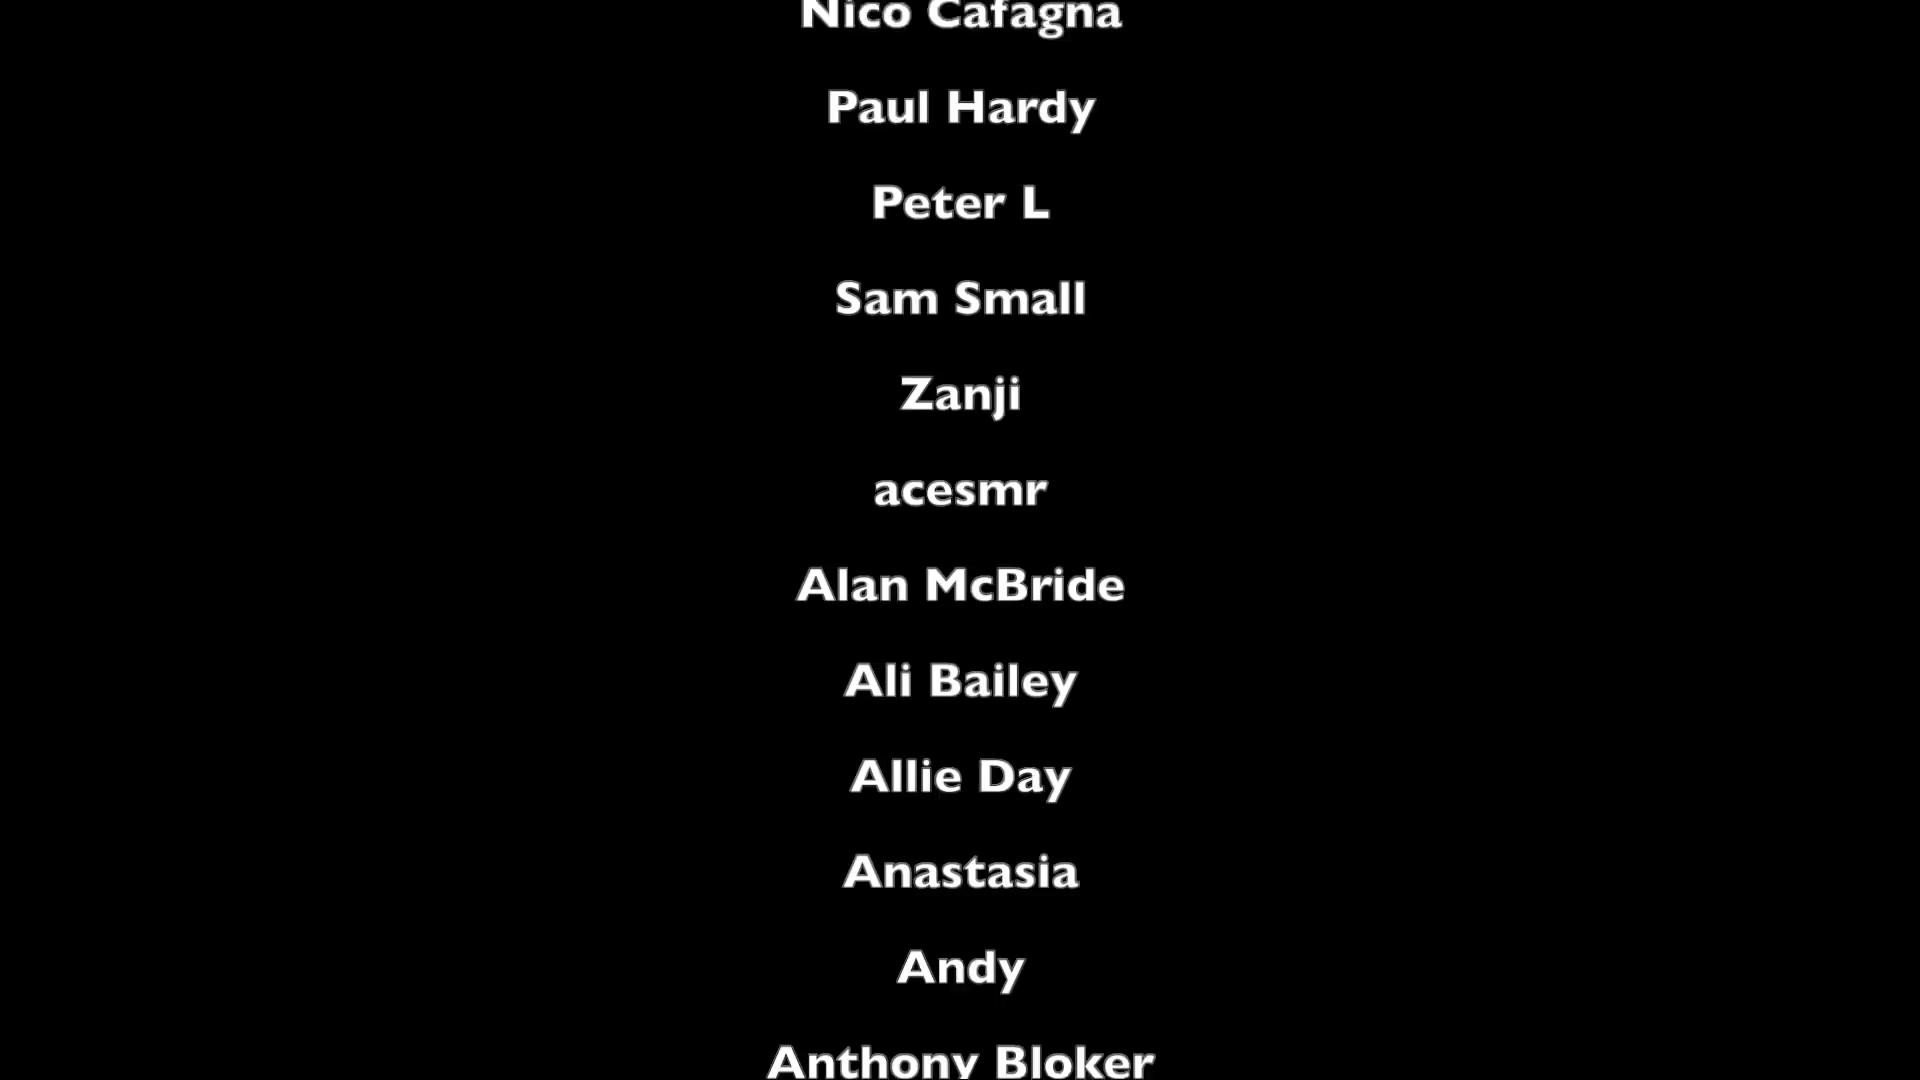 Nico Cafagna
Paul Hardy
Peter L
Sam Small
Zanji
acesmr
Alan McBride
Ali Bailey
Allie Day
Anastasia
Andy
Anthony Bloker